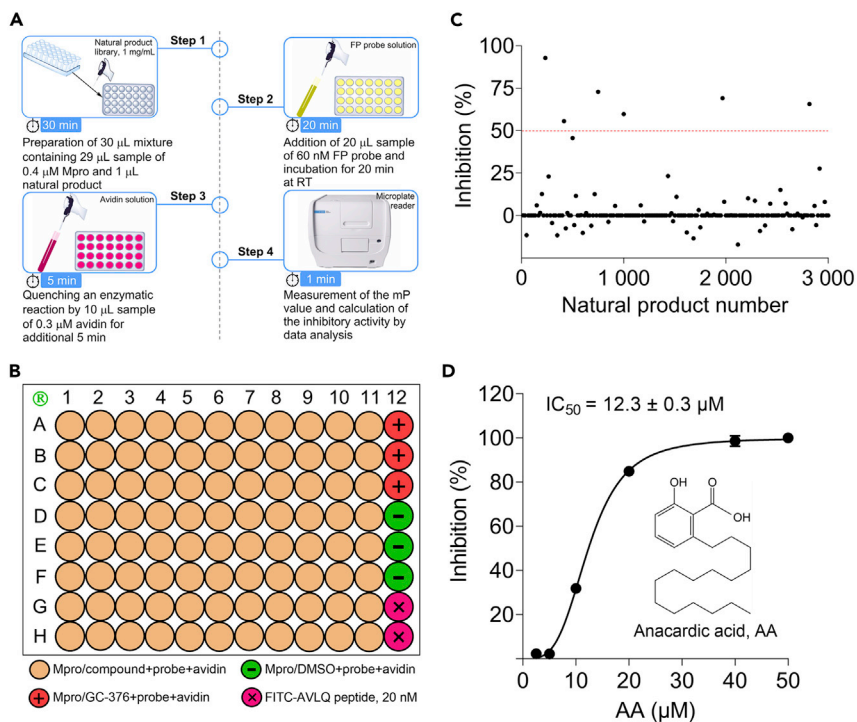 A
Natural product
library, 1 mg/mL
Step 1
30 min
Preparation of 30 μL mixture
containing 29 μL sample of
0.4 μM Mpro and 1 μL
natural product
FP probe solution
Step 2
20 min
Addition of 20 μL sample
of 60 nM FP probe and
incubation for 20 min
at RT
Avidin solution
Step 3
5 min
Quenching an enzymatic
reaction by 10 μL sample
of 0.3 μM avidin for
additional 5 min
Microplate
reader
Step 4
1 min
Measurement of the mP
value and calculation of
the inhibitory activity by
data analysis
B
® 1 2 3 4 5 6 7 8 9 10 11 12
A +
B +
C +
D −
E −
F −
G ×
H ×
Mpro/compound+probe+avidin − Mpro/DMSO+probe+avidin
+ Mpro/GC-376+probe+avidin × FITC-AVLQ peptide, 20 nM
C
Inhibition (%)
100
75
50
25
0
0 1 000 2 000 3 000
Natural product number
D
Inhibition (%)
120
100
80
60
40
20
IC50 = 12.3 ± 0.3 μM
OH
O
OH
Anacardic acid, AA
0 10 20 30 40 50
AA (μM)